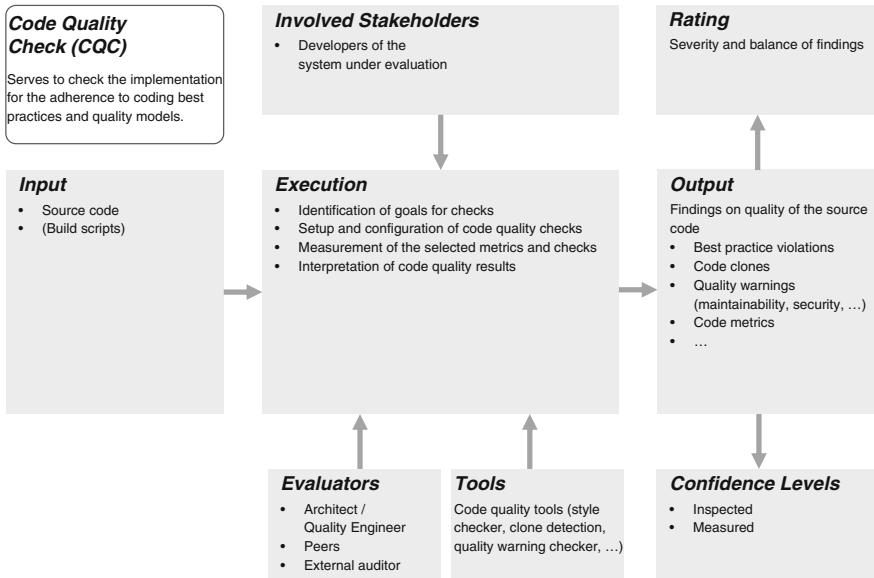 Code Quality
Check (CQC)
Serves to check the implementation
for the adherence to coding best
practices and quality models.
Involved Stakeholders
• Developers of the
system under evaluation
Rating
Severity and balance of findings
Input
• Source code
• (Build scripts)
Execution
• Identification of goals for checks
• Setup and configuration of code quality checks
• Measurement of the selected metrics and checks
• Interpretation of code quality results
Output
Findings on quality of the source
code
• Best practice violations
• Code clones
• Quality warnings
(maintainability, security, …)
• Code metrics
• …
Evaluators
• Architect /
Quality Engineer
• Peers
• External auditor
Tools
Code quality tools (style
checker, clone detection,
quality warning checker, …)
Confidence Levels
• Inspected
• Measured